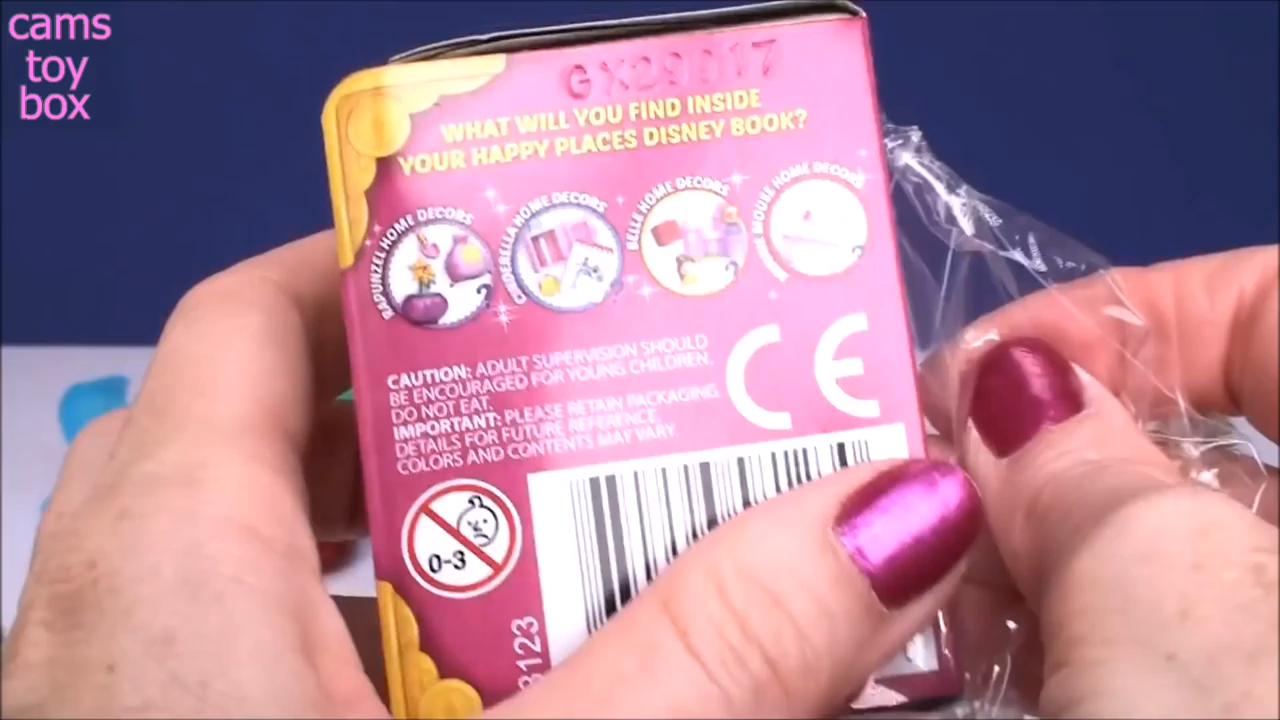 cams
toy
box
GX29017
WHAT WILL YOU FIND INSIDE
YOUR HAPPY PLACES DISNEY BOOK?
RAPUNZEL HOME DECORS
CINDERELLA HOME DECORS
BELLE HOME DECORS
MOUSE HOME DECORS
CAUTION: ADULT SUPERVISION SHOULD
BE ENCOURAGED FOR YOUNG CHILDREN.
DO NOT EAT.
IMPORTANT: PLEASE RETAIN PACKAGING
DETAILS FOR FUTURE REFERENCE.
COLORS AND CONTENTS MAY VARY.
CE
0-3
3123